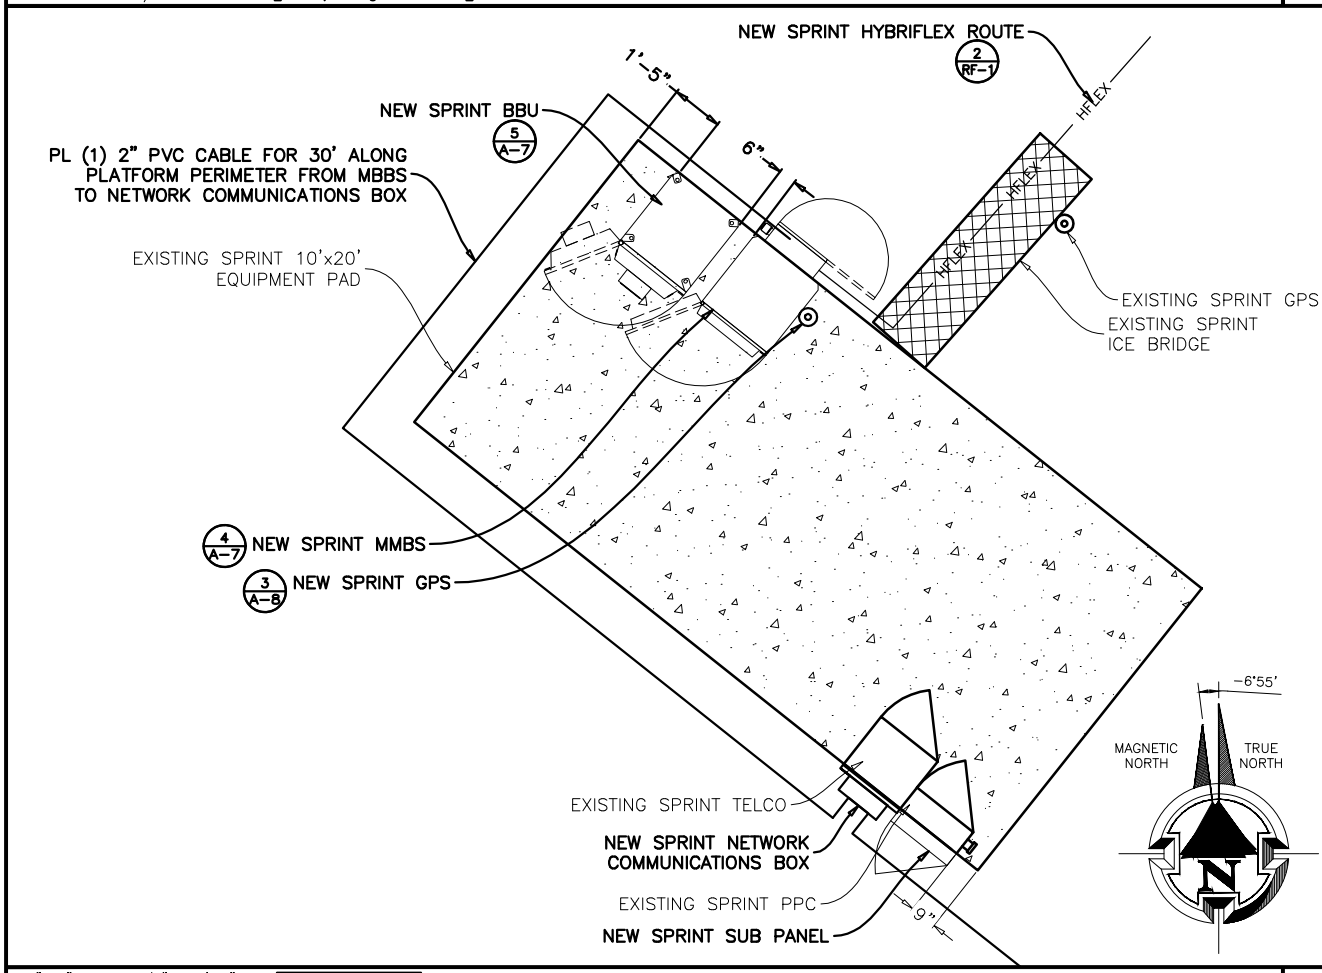 NEW SPRINT HYBRIFLEX ROUTE
2
RF-1
HFLEX
1'-5"
NEW SPRINT BBU
5
A-7
6"
PL (1) 2" PVC CABLE FOR 30' ALONG
PLATFORM PERIMETER FROM MBBS
TO NETWORK COMMUNICATIONS BOX
HFLEX
HFLEX
EXISTING SPRINT 10'x20'
EQUIPMENT PAD
EXISTING SPRINT GPS
EXISTING SPRINT
ICE BRIDGE
4
A-7
NEW SPRINT MMBS
3
A-8
NEW SPRINT GPS
-6°55'
MAGNETIC
NORTH
TRUE
NORTH
N
EXISTING SPRINT TELCO
NEW SPRINT NETWORK
COMMUNICATIONS BOX
EXISTING SPRINT PPC
9"
NEW SPRINT SUB PANEL